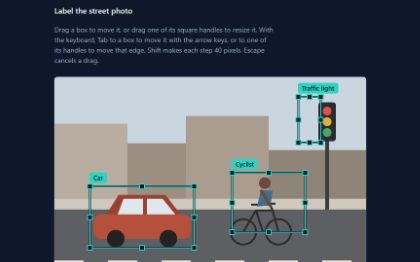 Label the street photo
Drag a box to move it, or drag one of its square handles to resize it. With
the keyboard, Tab to a box to move it with the arrow keys, or to one of
its handles to move that edge. Shift makes each step 40 pixels. Escape
cancels a drag.
Traffic light
Cyclist
Car